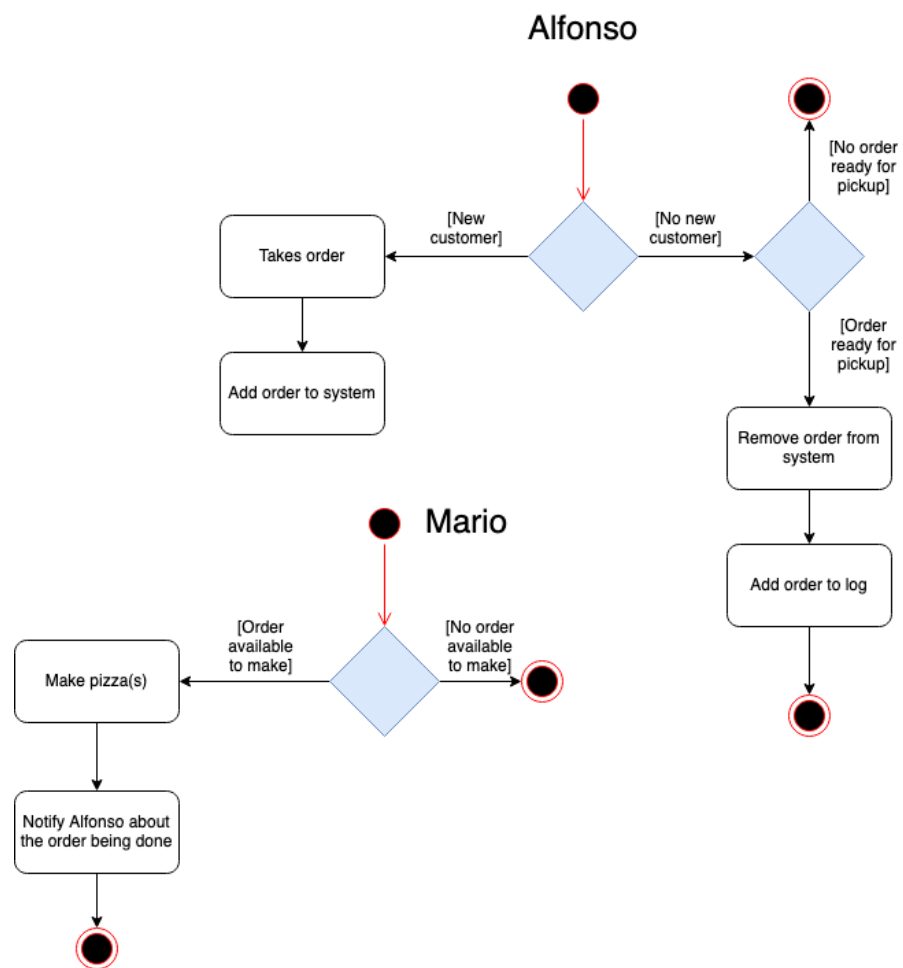 Alfonso
[No order
ready for
pickup]
[New
customer]
[No new
customer]
Takes order
[Order
ready for
pickup]
Add order to system
Remove order from
system
Mario
Add order to log
[Order
available
to make]
[No order
available
to make]
Make pizza(s)
Notify Alfonso about
the order being done